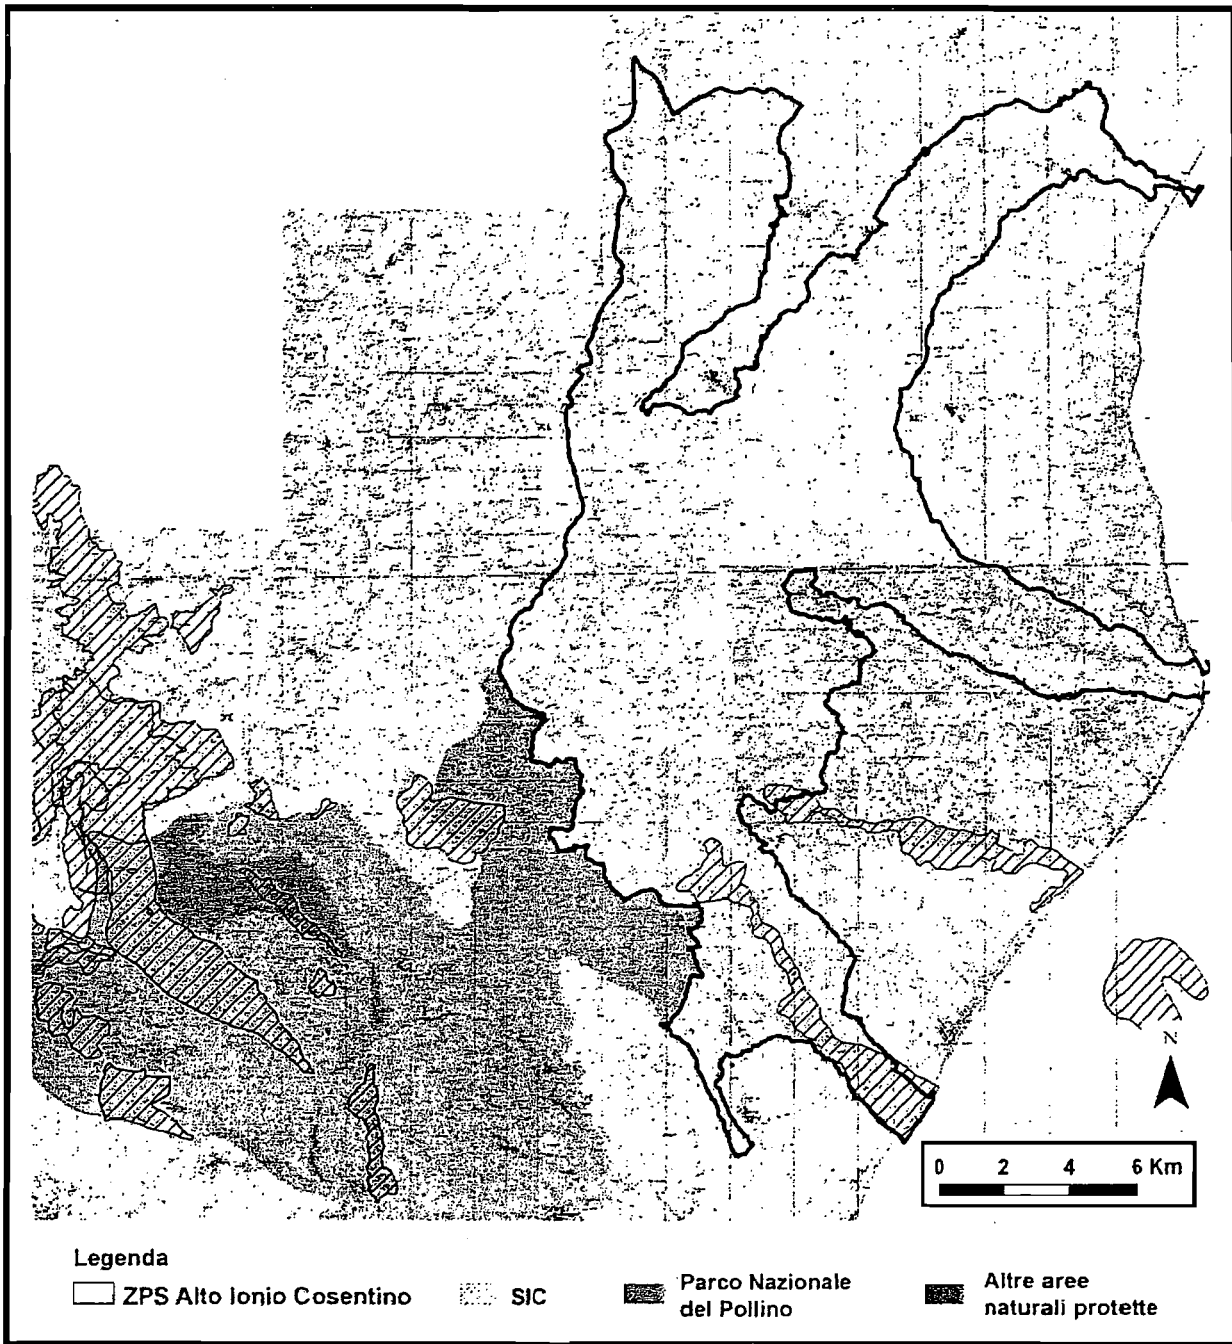 N
0 2 4 6 Km
Legenda
ZPS Alto Ionio Cosentino
SIC
Parco Nazionale
del Pollino
Altre aree
naturali protette